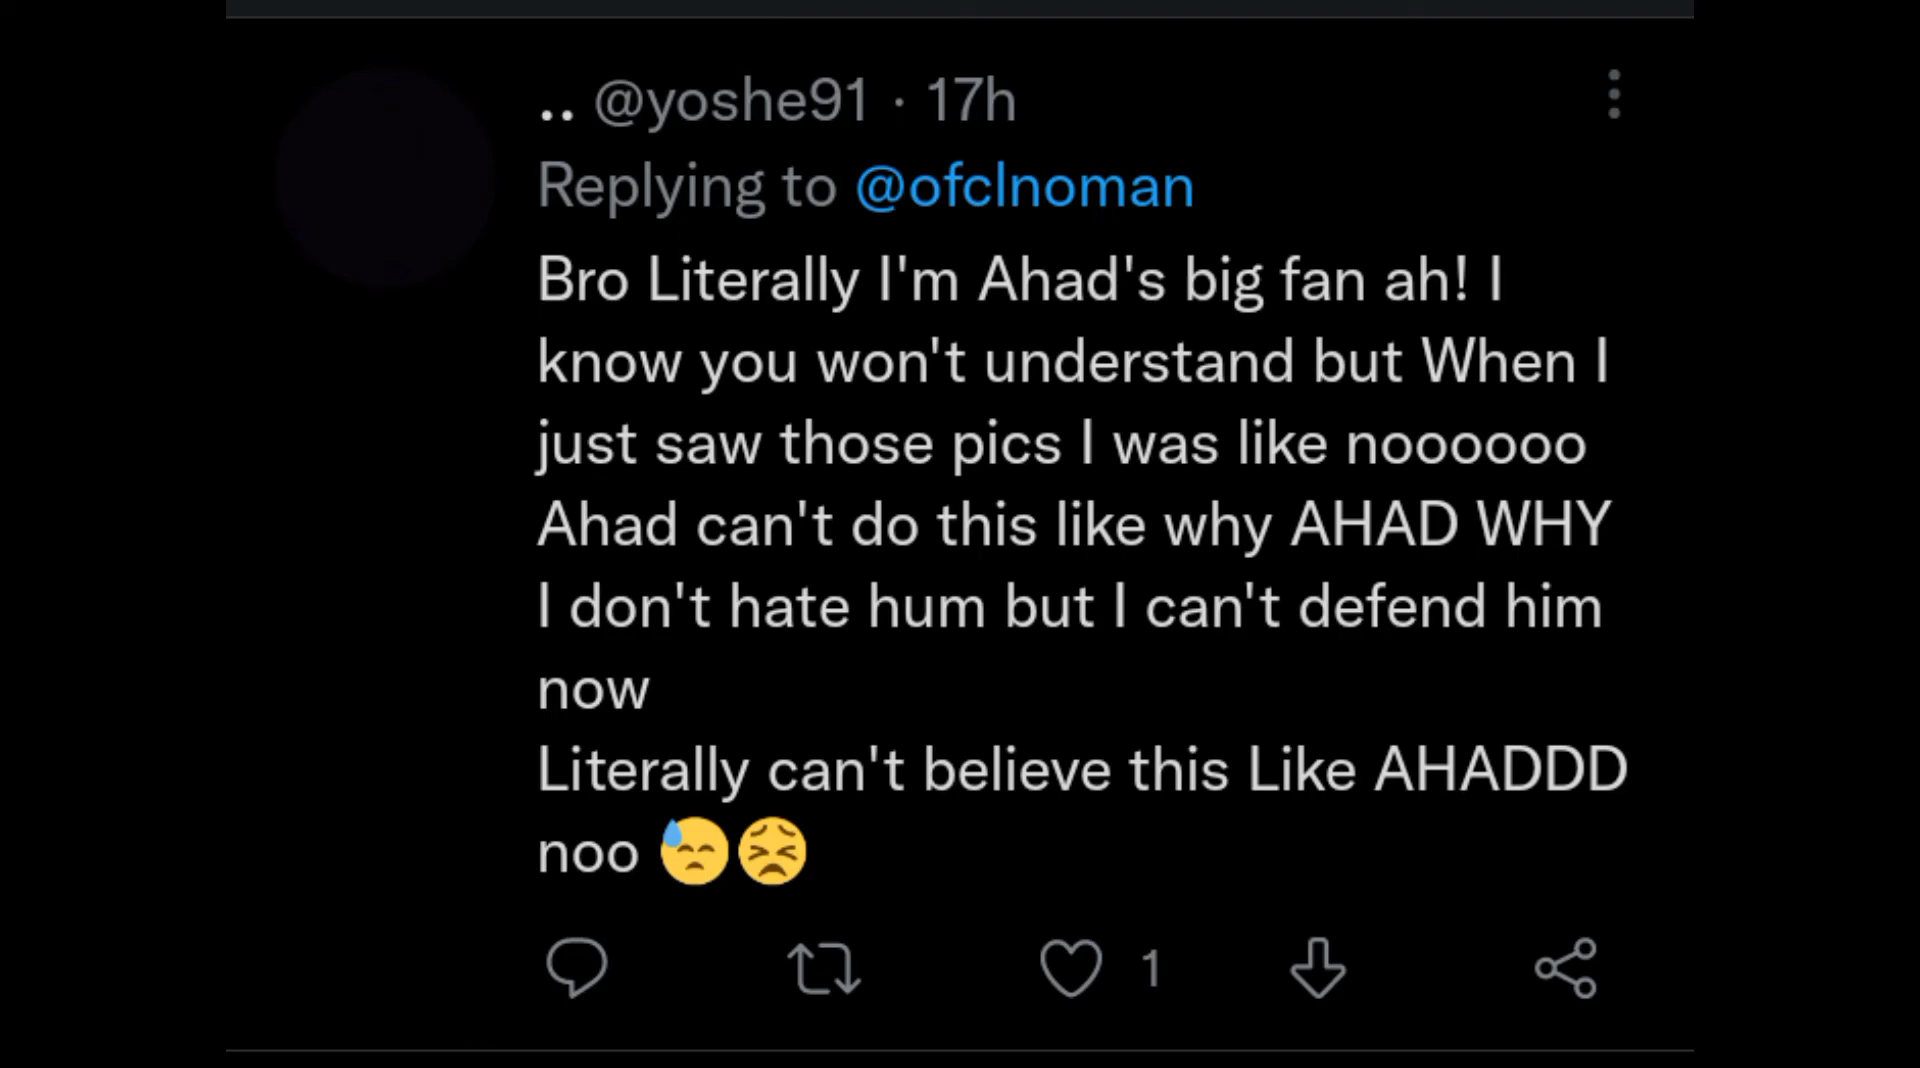 .. @yoshe91 · 17h
Replying to @ofclnoman
Bro Literally I'm Ahad's big fan ah! I
know you won't understand but When I
just saw those pics I was like noooooo
Ahad can't do this like why AHAD WHY
I don't hate hum but I can't defend him
now
Literally can't believe this Like AHADDD
noo 😓😣
1